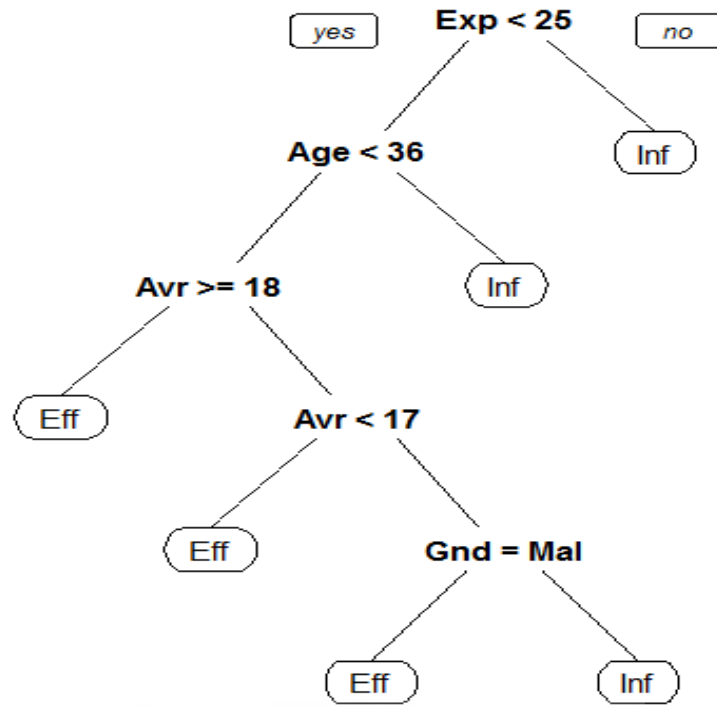 yes
Exp < 25
no
Age < 36
Inf
Avr >= 18
Inf
Eff
Avr < 17
Eff
Gnd = Mal
Eff
Inf